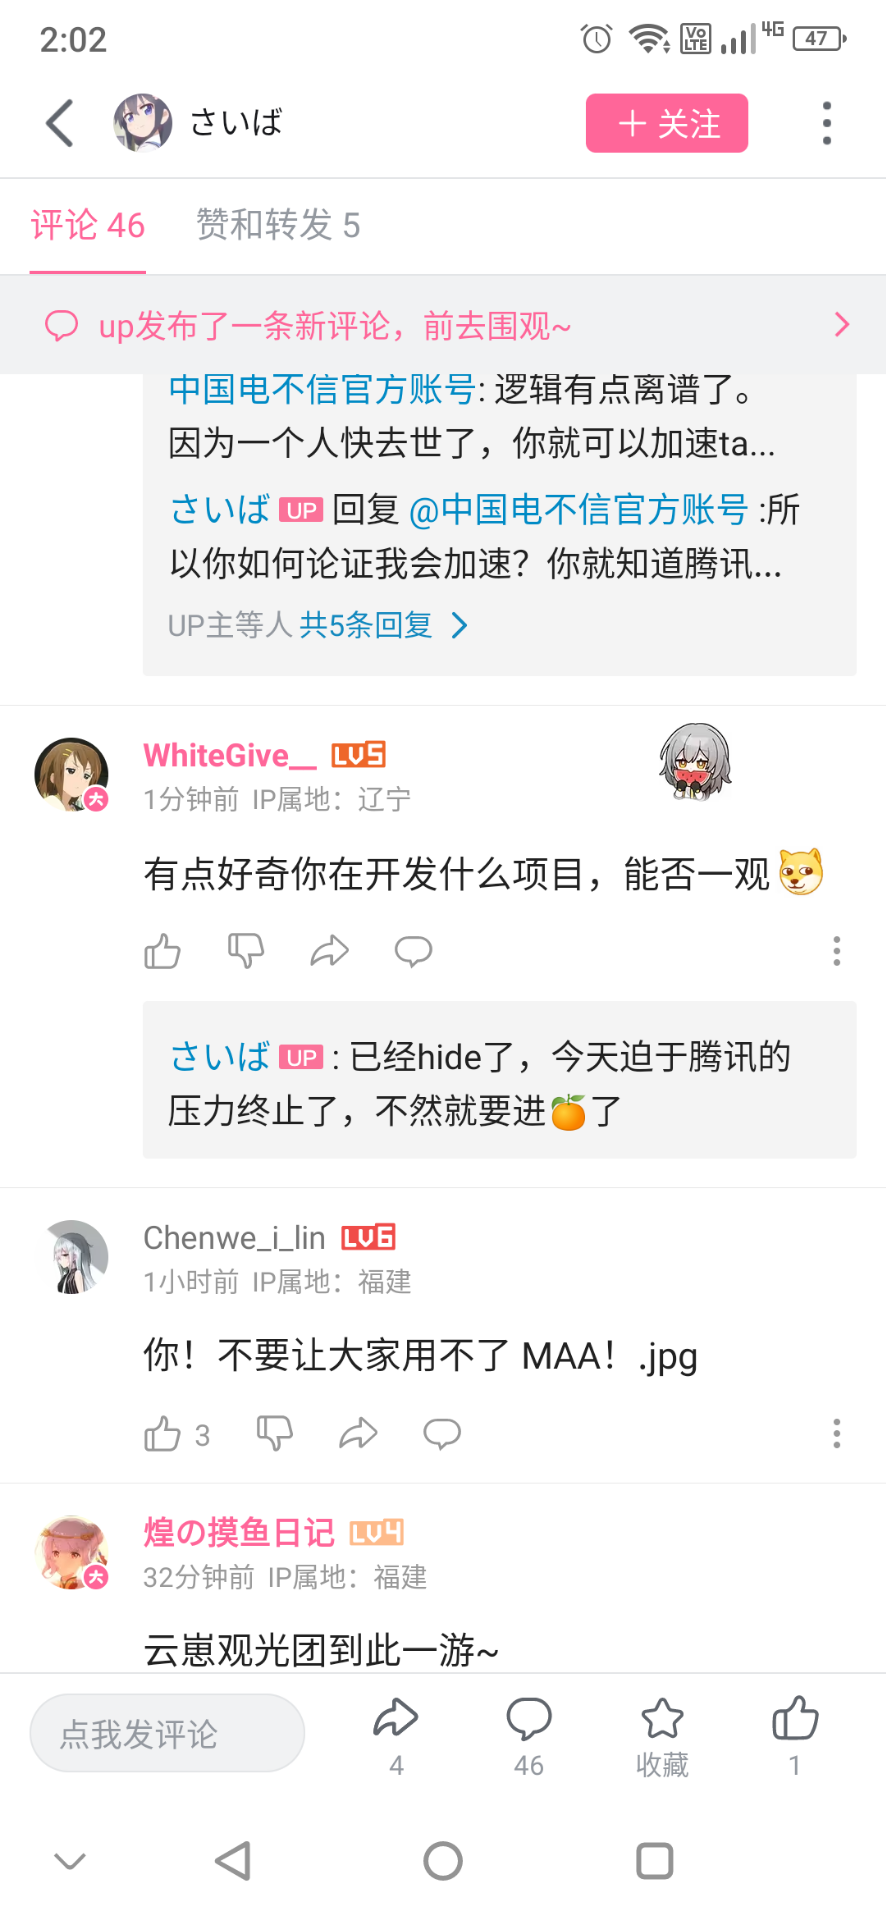 2:02
VoLTE
4G
47
さいば
+ 关注
评论 46
赞和转发 5
up发布了一条新评论，前去围观~
中国电不信官方账号: 逻辑有点离谱了。
因为一个人快去世了，你就可以加速ta...
さいば UP 回复 @中国电不信官方账号 :所
以你如何论证我会加速？你就知道腾讯...
UP主等人 共5条回复
WhiteGive__ LV5
1分钟前 IP属地：辽宁
有点好奇你在开发什么项目，能否一观
さいば UP : 已经hide了，今天迫于腾讯的
压力终止了，不然就要进🍊了
Chenwe_i_lin LV6
1小时前 IP属地：福建
你！不要让大家用不了 MAA！.jpg
3
煌の摸鱼日记 LV4
32分钟前 IP属地：福建
云崽观光团到此一游~
点我发评论
4
46
收藏
1